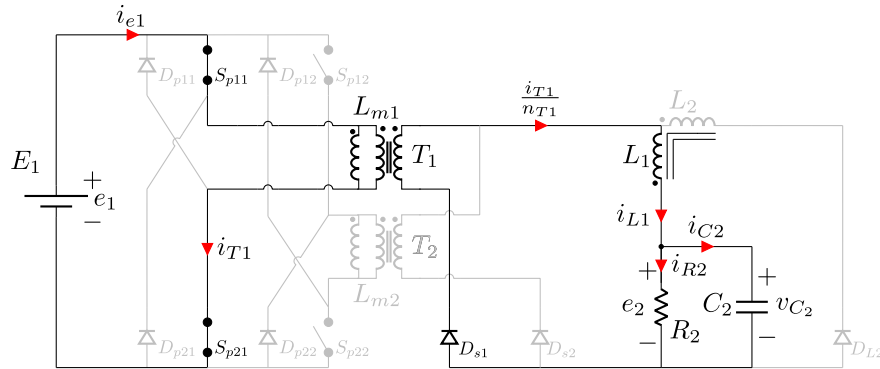 i_{e1}
D_{p11} S_{p11} D_{p12} S_{p12}
L_{m1} \frac{i_{T1}}{n_{T1}} L_2
E_1 + e_1 − T_1 L_1
i_{T1} T_2 i_{L1} i_{C2}
L_{m2} + i_{R2} +
e_2 R_2 C_2 v_{C_2}
− −
D_{p21} S_{p21} D_{p22} S_{p22} D_{s1} D_{s2} D_{L2}